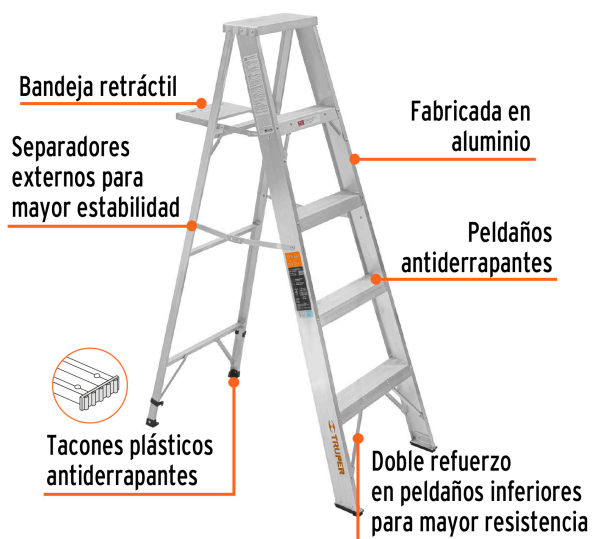 Bandeja retráctil
Separadores
externos para
mayor estabilidad
Fabricada en
aluminio
Peldaños
antiderrapantes
Tacones plásticos
antiderrapantes
TRUPER
Doble refuerzo
en peldaños inferiores
para mayor resistencia